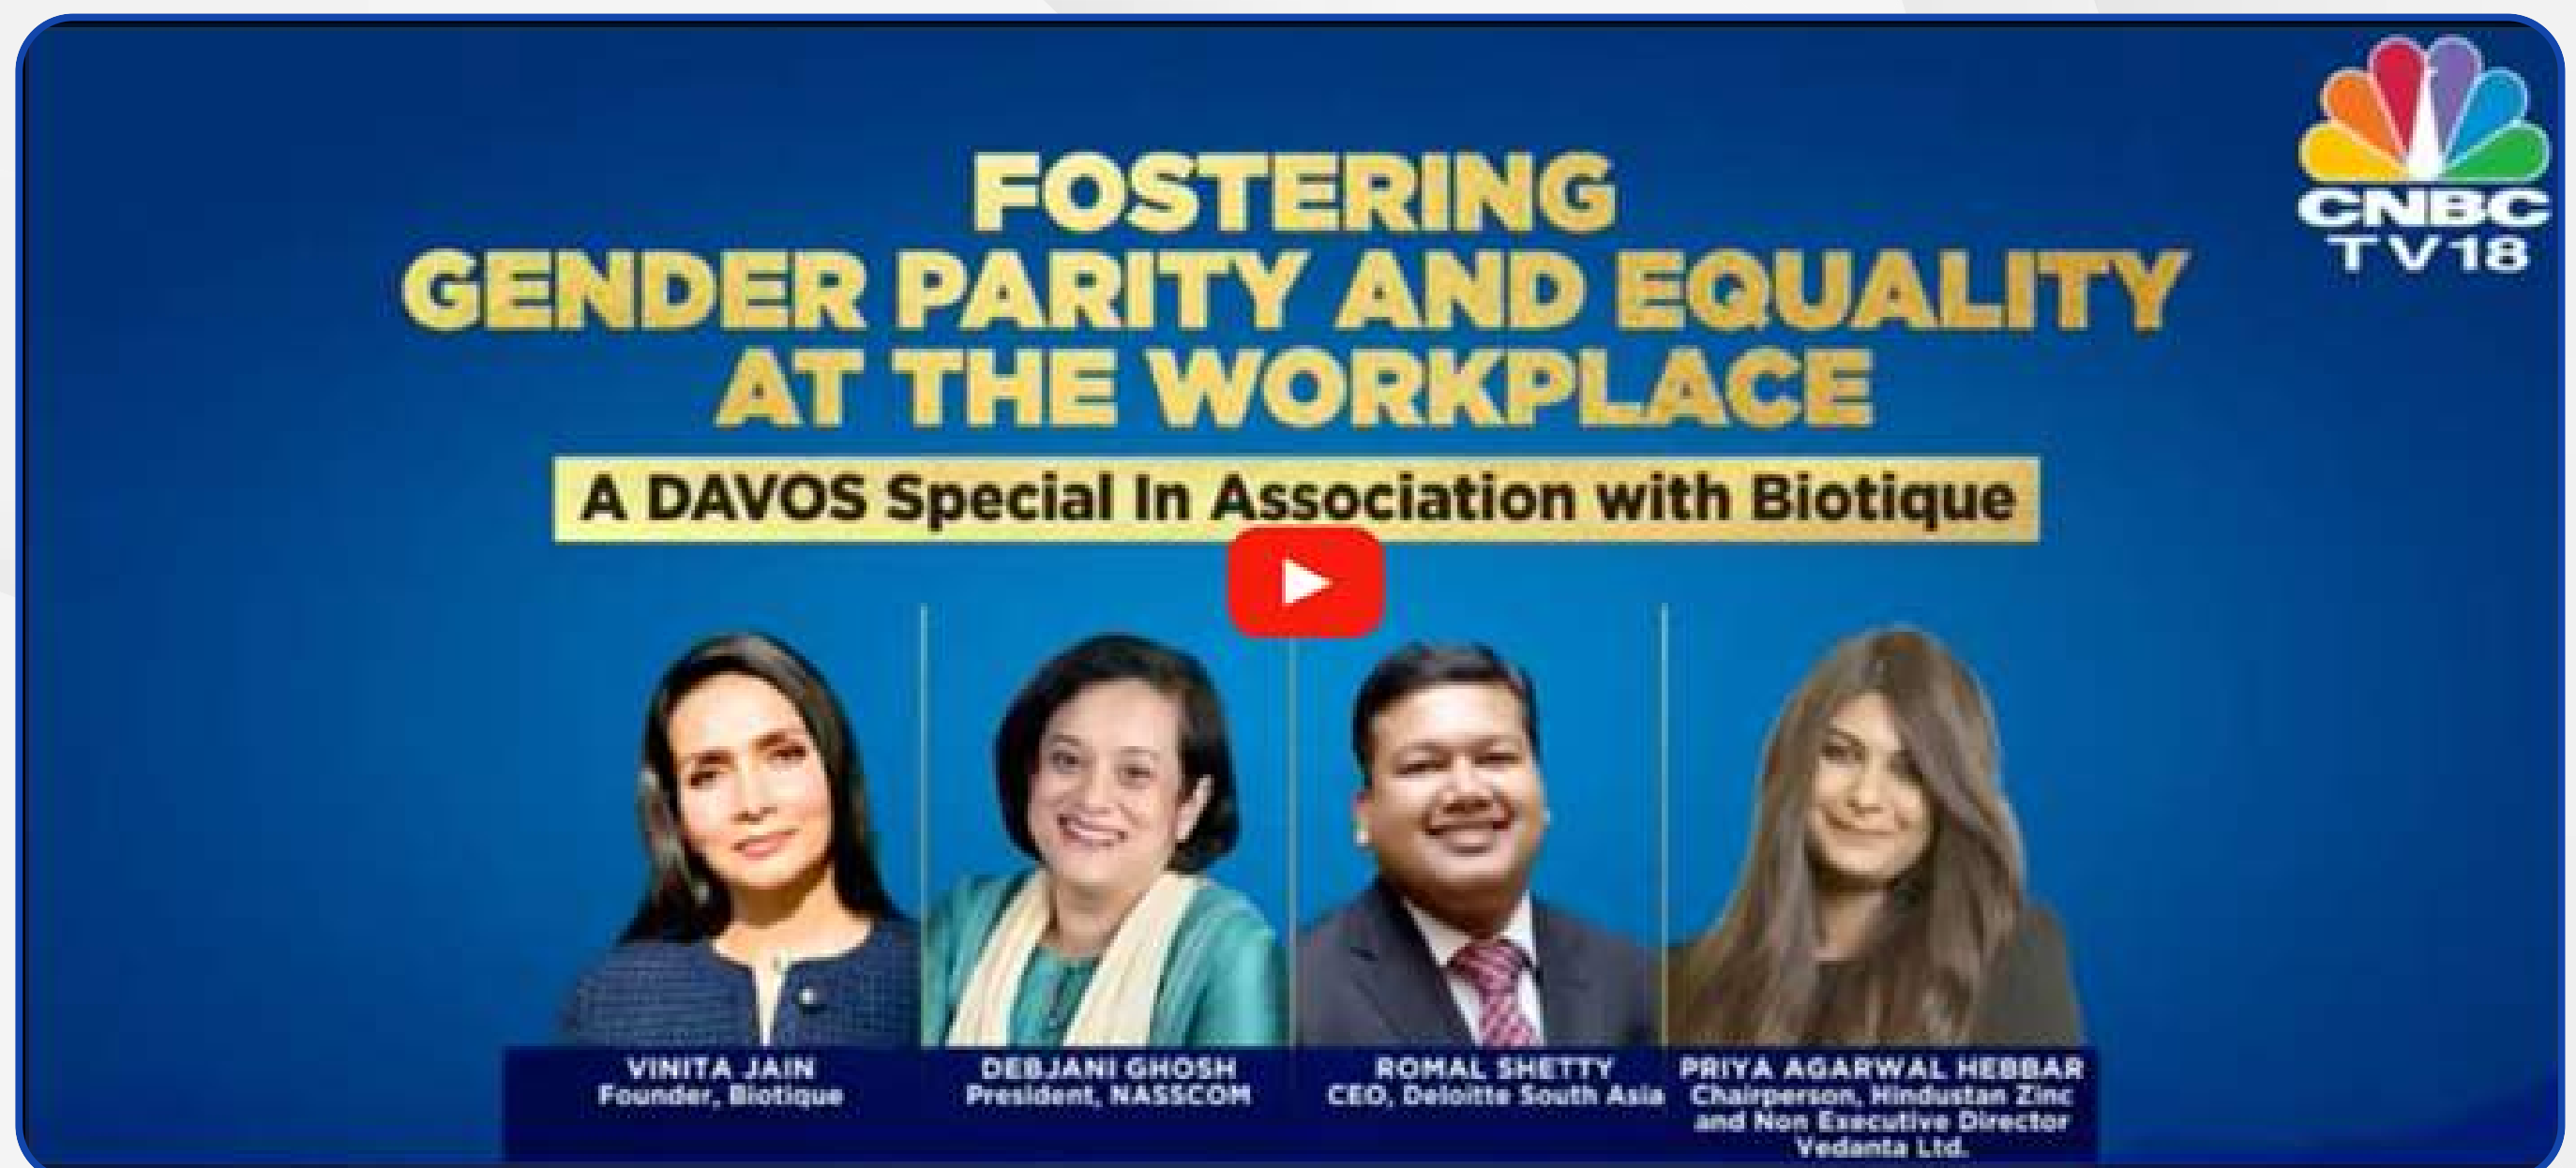 CNBC
TV18
FOSTERING
GENDER PARITY AND EQUALITY
AT THE WORKPLACE
A DAVOS Special In Association with Biotique
VINITA JAIN
Founder, Biotique
DEBJANI GHOSH
President, NASSCOM
ROMAL SHETTY
CEO, Deloitte South Asia
PRIYA AGARWAL HEBBAR
Chairperson, Hindustan Zinc
and Non Executive Director
Vedanta Ltd.